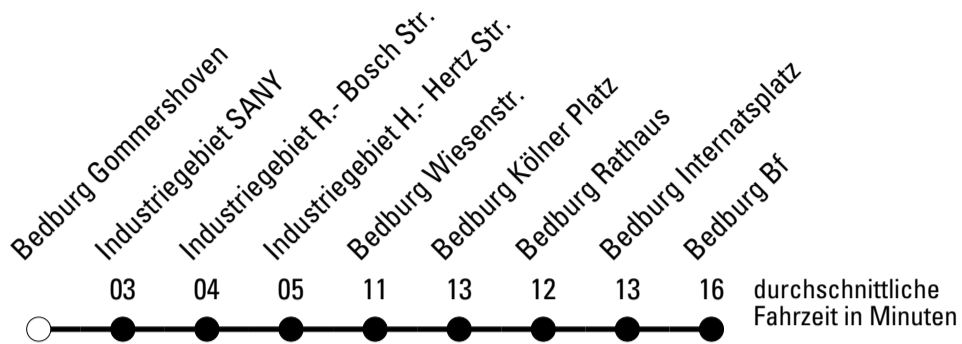 Bedburg Gommershoven
Industriegebiet SANY
Industriegebiet R.- Bosch Str.
Industriegebiet H.- Hertz Str.
Bedburg Wiesenstr.
Bedburg Kölner Platz
Bedburg Rathaus
Bedburg Internatsplatz
Bedburg Bf
03 04 05 11 13 12 13 16
durchschnittliche
Fahrzeit in Minuten